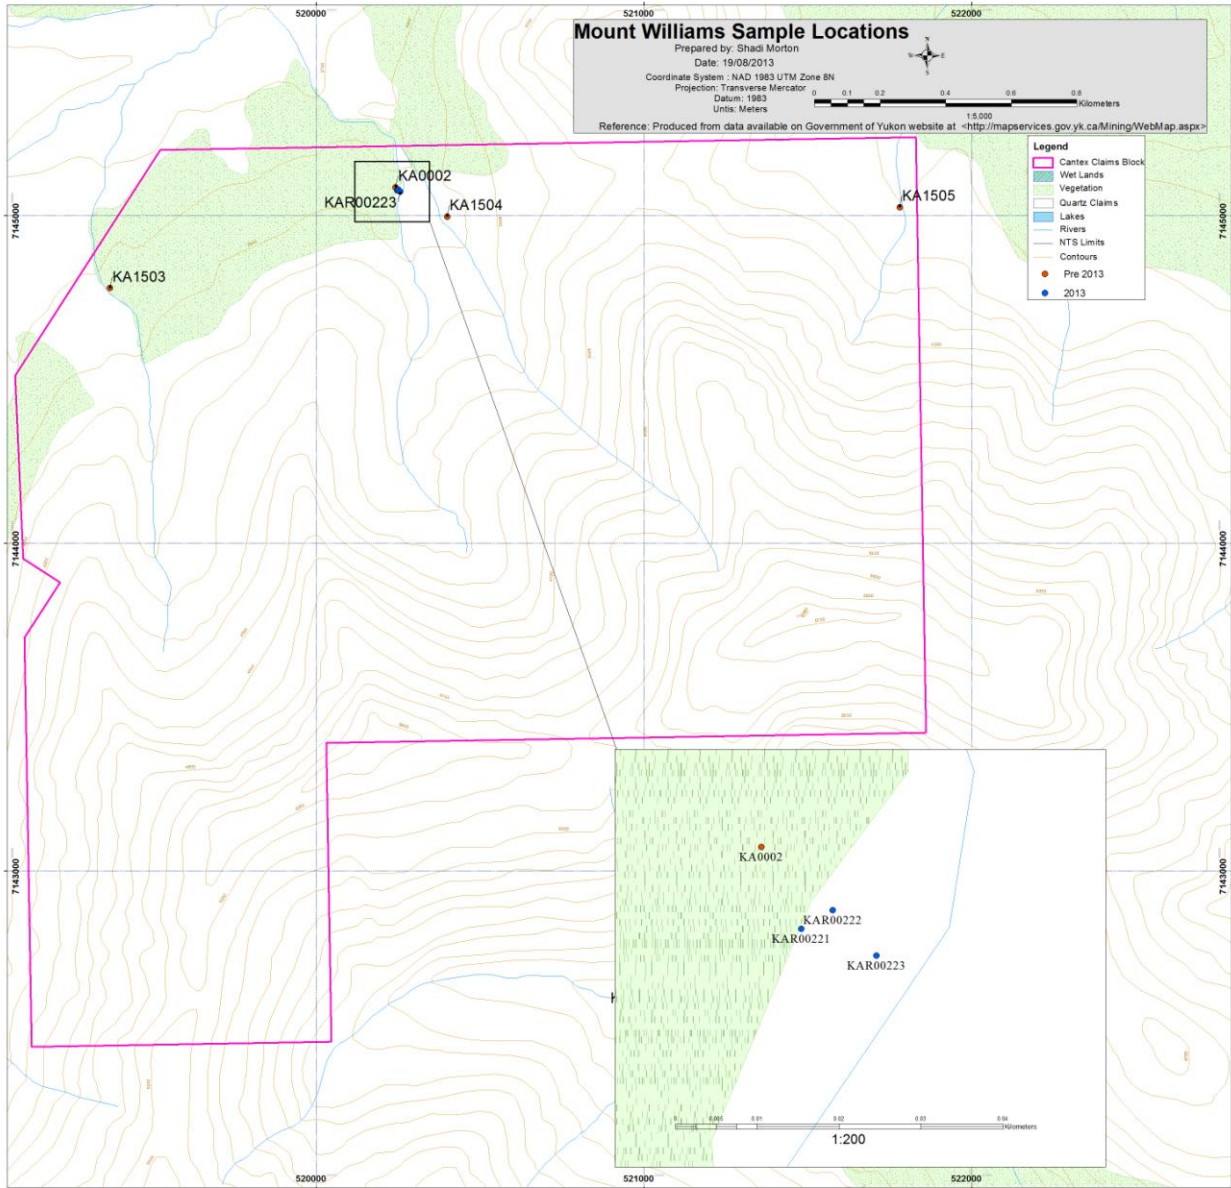 520000
521000
522000
Mount Williams Sample Locations
Prepared by: Shadi Morton
Date: 19/08/2013
Coordinate System : NAD 1983 UTM Zone 8N
Projection: Transverse Mercator
Datum: 1983
Untis: Meters
N
W E
S
0 0.1 0.2 0.4 0.6 0.8
Kilometers
1:5,000
Reference: Produced from data available on Government of Yukon website at <http://mapservices.gov.yk.ca/Mining/WebMap.aspx>
Legend
Cantex Claims Block
Wet Lands
Vegetation
Quartz Claims
Lakes
Rivers
NTS Limits
Contours
Pre 2013
2013
KA0002
KAR00223
KA1504
KA1505
KA1503
7145000
7145000
7144000
7144000
7143000
7143000
KA0002
KAR00222
KAR00221
KAR00223
0 0.005 0.01 0.02 0.03 0.04
Kilometers
1:200
520000
521000
522000